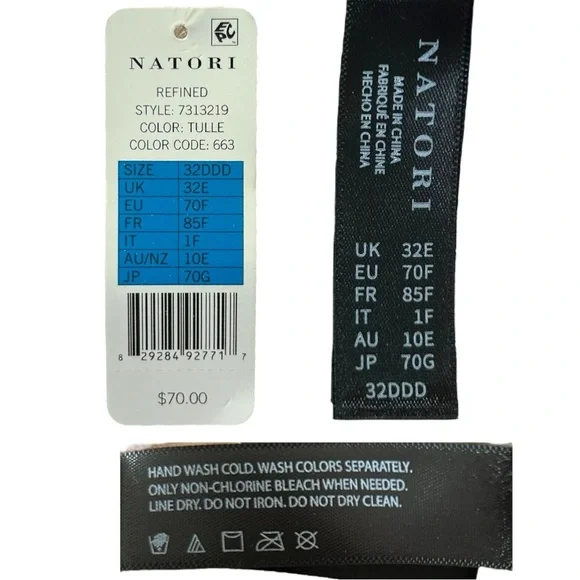 EPC
NATORI
REFINED
STYLE: 7313219
COLOR: TULLE
COLOR CODE: 663
SIZE 32DDD
UK 32E
EU 70F
FR 85F
IT 1F
AU/NZ 10E
JP 70G
8 29284 92771 7
$70.00
NATORI
MADE IN CHINA
FABRIQUÉ EN CHINE
HECHO EN CHINA
UK 32E
EU 70F
FR 85F
IT 1F
AU 10E
JP 70G
32DDD
HAND WASH COLD. WASH COLORS SEPARATELY.
ONLY NON-CHLORINE BLEACH WHEN NEEDED.
LINE DRY. DO NOT IRON. DO NOT DRY CLEAN.